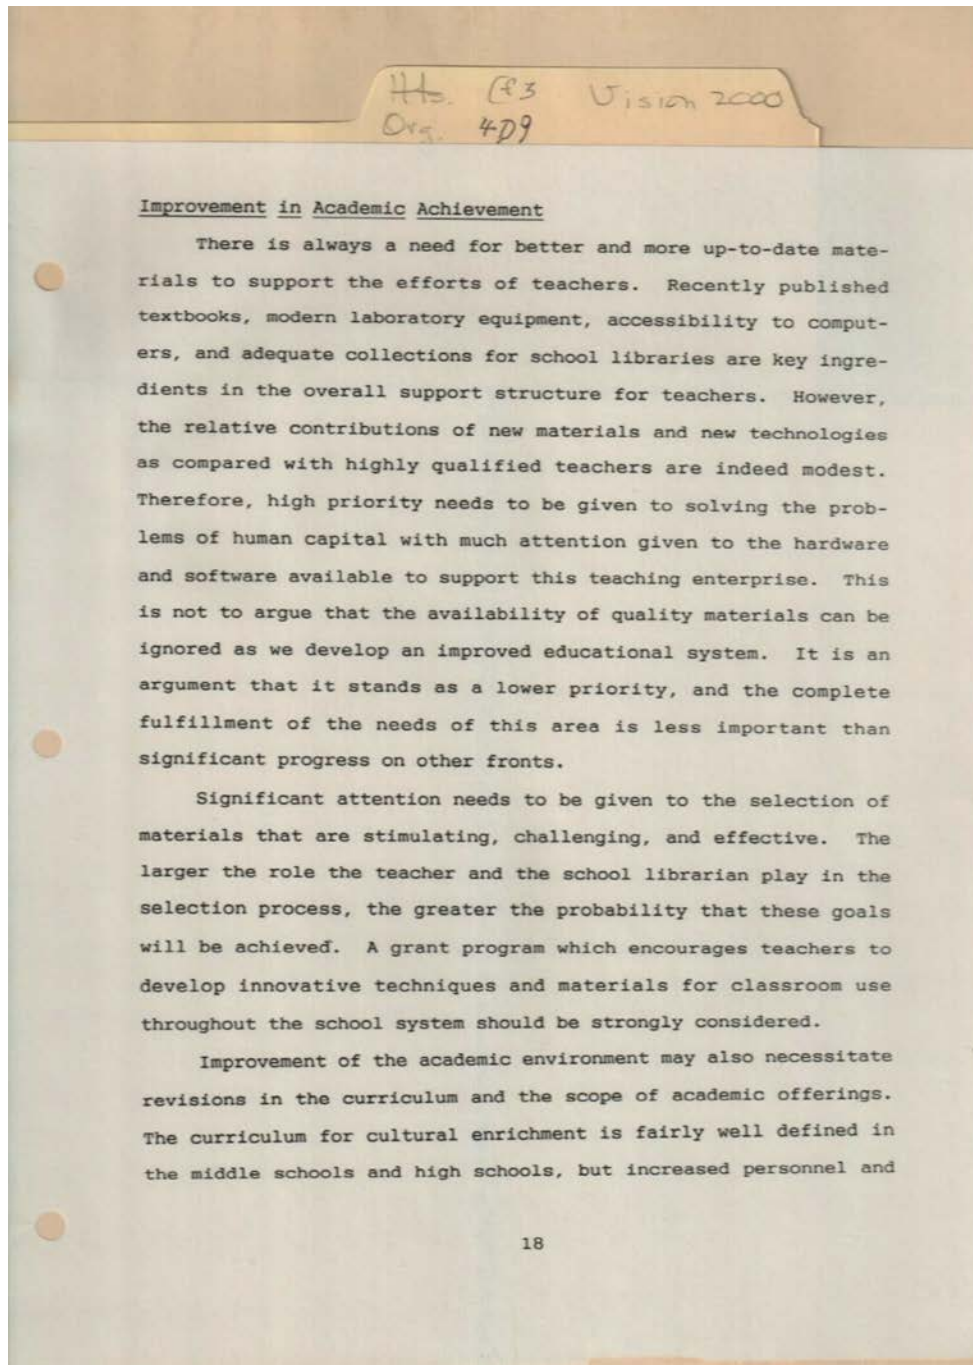 Vision 2000
Org. 4D9
Improvement in Academic Achievement
There is always a need for better and more up-to-date mate-
rials to support the efforts of teachers. Recently published
textbooks, modern laboratory equipment, accessibility to comput-
ers, and adequate collections for school libraries are key ingre-
dients in the overall support structure for teachers. However,
the relative contributions of new materials and new technologies
as compared with highly qualified teachers are indeed modest.
Therefore, high priority needs to be given to solving the prob-
lems of human capital with much attention given to the hardware
and software available to support this teaching enterprise. This
is not to argue that the availability of quality materials can be
ignored as we develop an improved educational system. It is an
argument that it stands as a lower priority, and the complete
fulfillment of the needs of this area is less important than
significant progress on other fronts.
Significant attention needs to be given to the selection of
materials that are stimulating, challenging, and effective. The
larger the role the teacher and the school librarian play in the
selection process, the greater the probability that these goals
will be achieved. A grant program which encourages teachers to
develop innovative techniques and materials for classroom use
throughout the school system should be strongly considered.
Improvement of the academic environment may also necessitate
revisions in the curriculum and the scope of academic offerings.
The curriculum for cultural enrichment is fairly well defined in
the middle schools and high schools, but increased personnel and
18